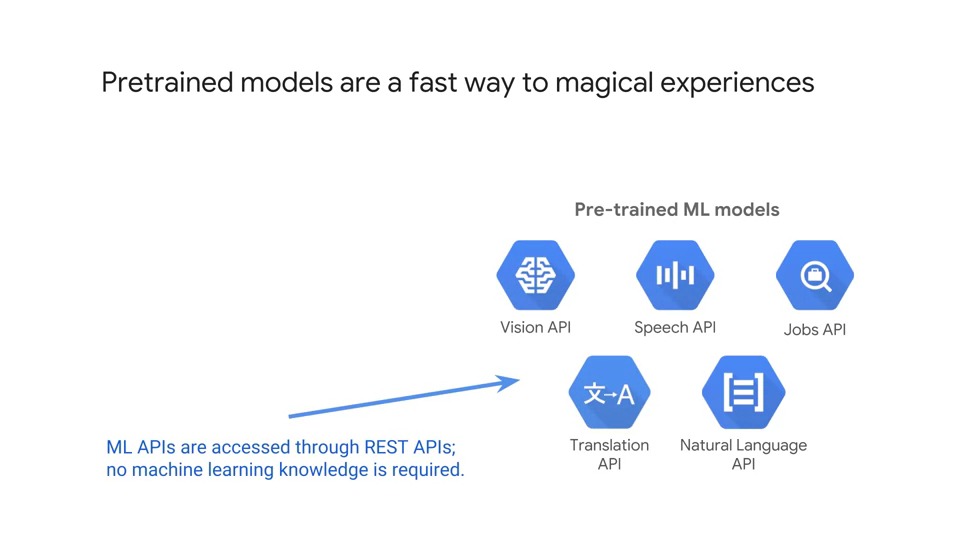 Pretrained models are a fast way to magical experiences
Pre-trained ML models
Vision API
Speech API
Jobs API
文→A
Translation
API
Natural Language
API
ML APIs are accessed through REST APIs;
no machine learning knowledge is required.